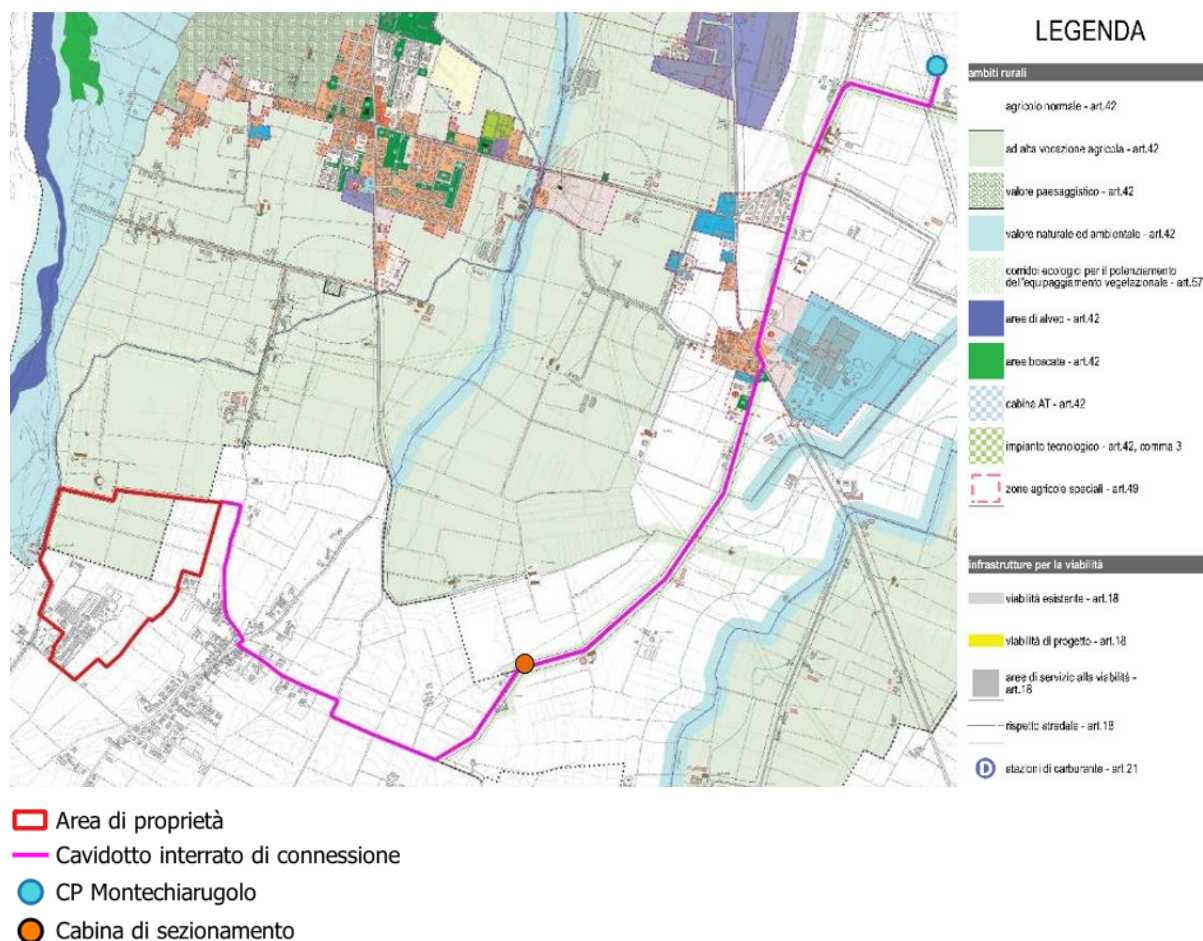 LEGENDA
ambiti rurali
agricolo normale - art.42
ad alta vocazione agricola - art.42
valore paesaggistico - art.42
valore naturale ed ambientale - art.42
corridoi ecologici per il potenziamento
dell'equipaggiamento vegetazionale - art.57
aree di alveo - art.42
aree boscate - art.42
cabina AT - art.42
impianto tecnologico - art.42, comma 3
zone agricole speciali - art.49
infrastrutture per la viabilità
viabilità esistente - art.18
viabilità di progetto - art.18
aree di servizio alla viabilità -
art.18
rispetto stradale - art.18
D stazioni di carburante - art.21
Area di proprietà
Cavidotto interrato di connessione
CP Montechiarugolo
Cabina di sezionamento